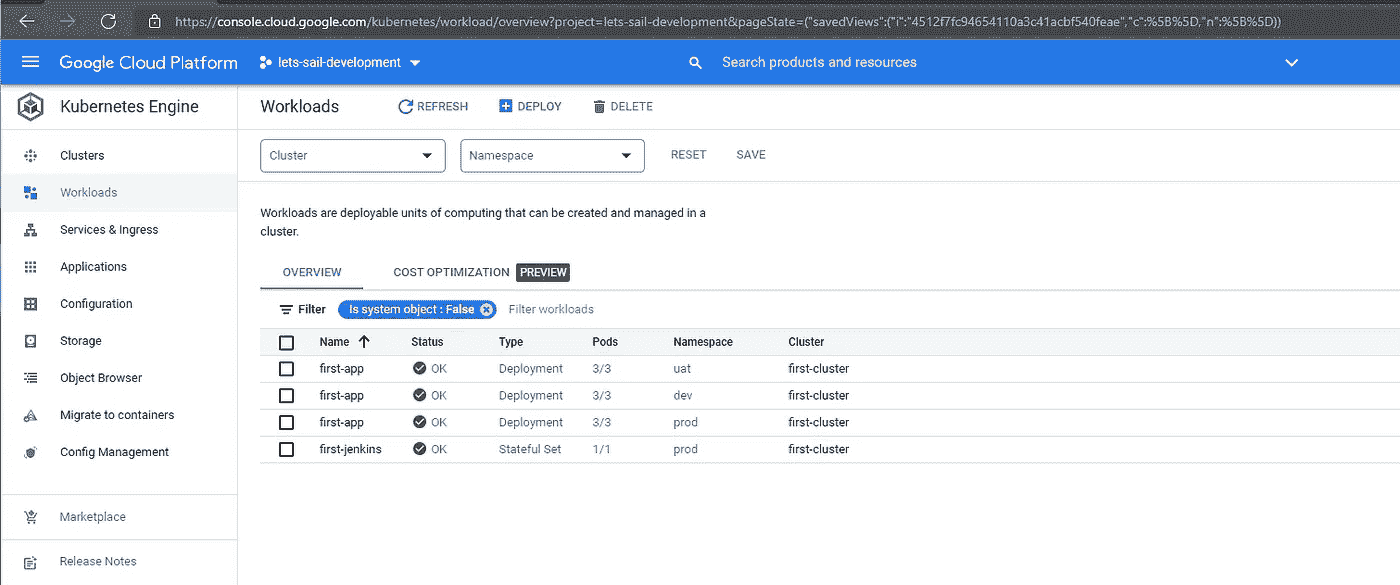 https://console.cloud.google.com/kubernetes/workload/overview?project=lets-sail-development&pageState=("savedViews":("i":"4512f7fc94654110a3c41acbf540feae","c":%5B%5D,"n":%5B%5D))
Google Cloud Platform lets-sail-development Search products and resources
Kubernetes Engine
Clusters
Workloads
Services & Ingress
Applications
Configuration
Storage
Object Browser
Migrate to containers
Config Management
Marketplace
Release Notes
Workloads REFRESH DEPLOY DELETE
Cluster Namespace RESET SAVE
Workloads are deployable units of computing that can be created and managed in a
cluster.
OVERVIEW COST OPTIMIZATION PREVIEW
Filter Is system object : False Filter workloads
Name Status Type Pods Namespace Cluster
first-app OK Deployment 3/3 uat first-cluster
first-app OK Deployment 3/3 dev first-cluster
first-app OK Deployment 3/3 prod first-cluster
first-jenkins OK Stateful Set 1/1 prod first-cluster